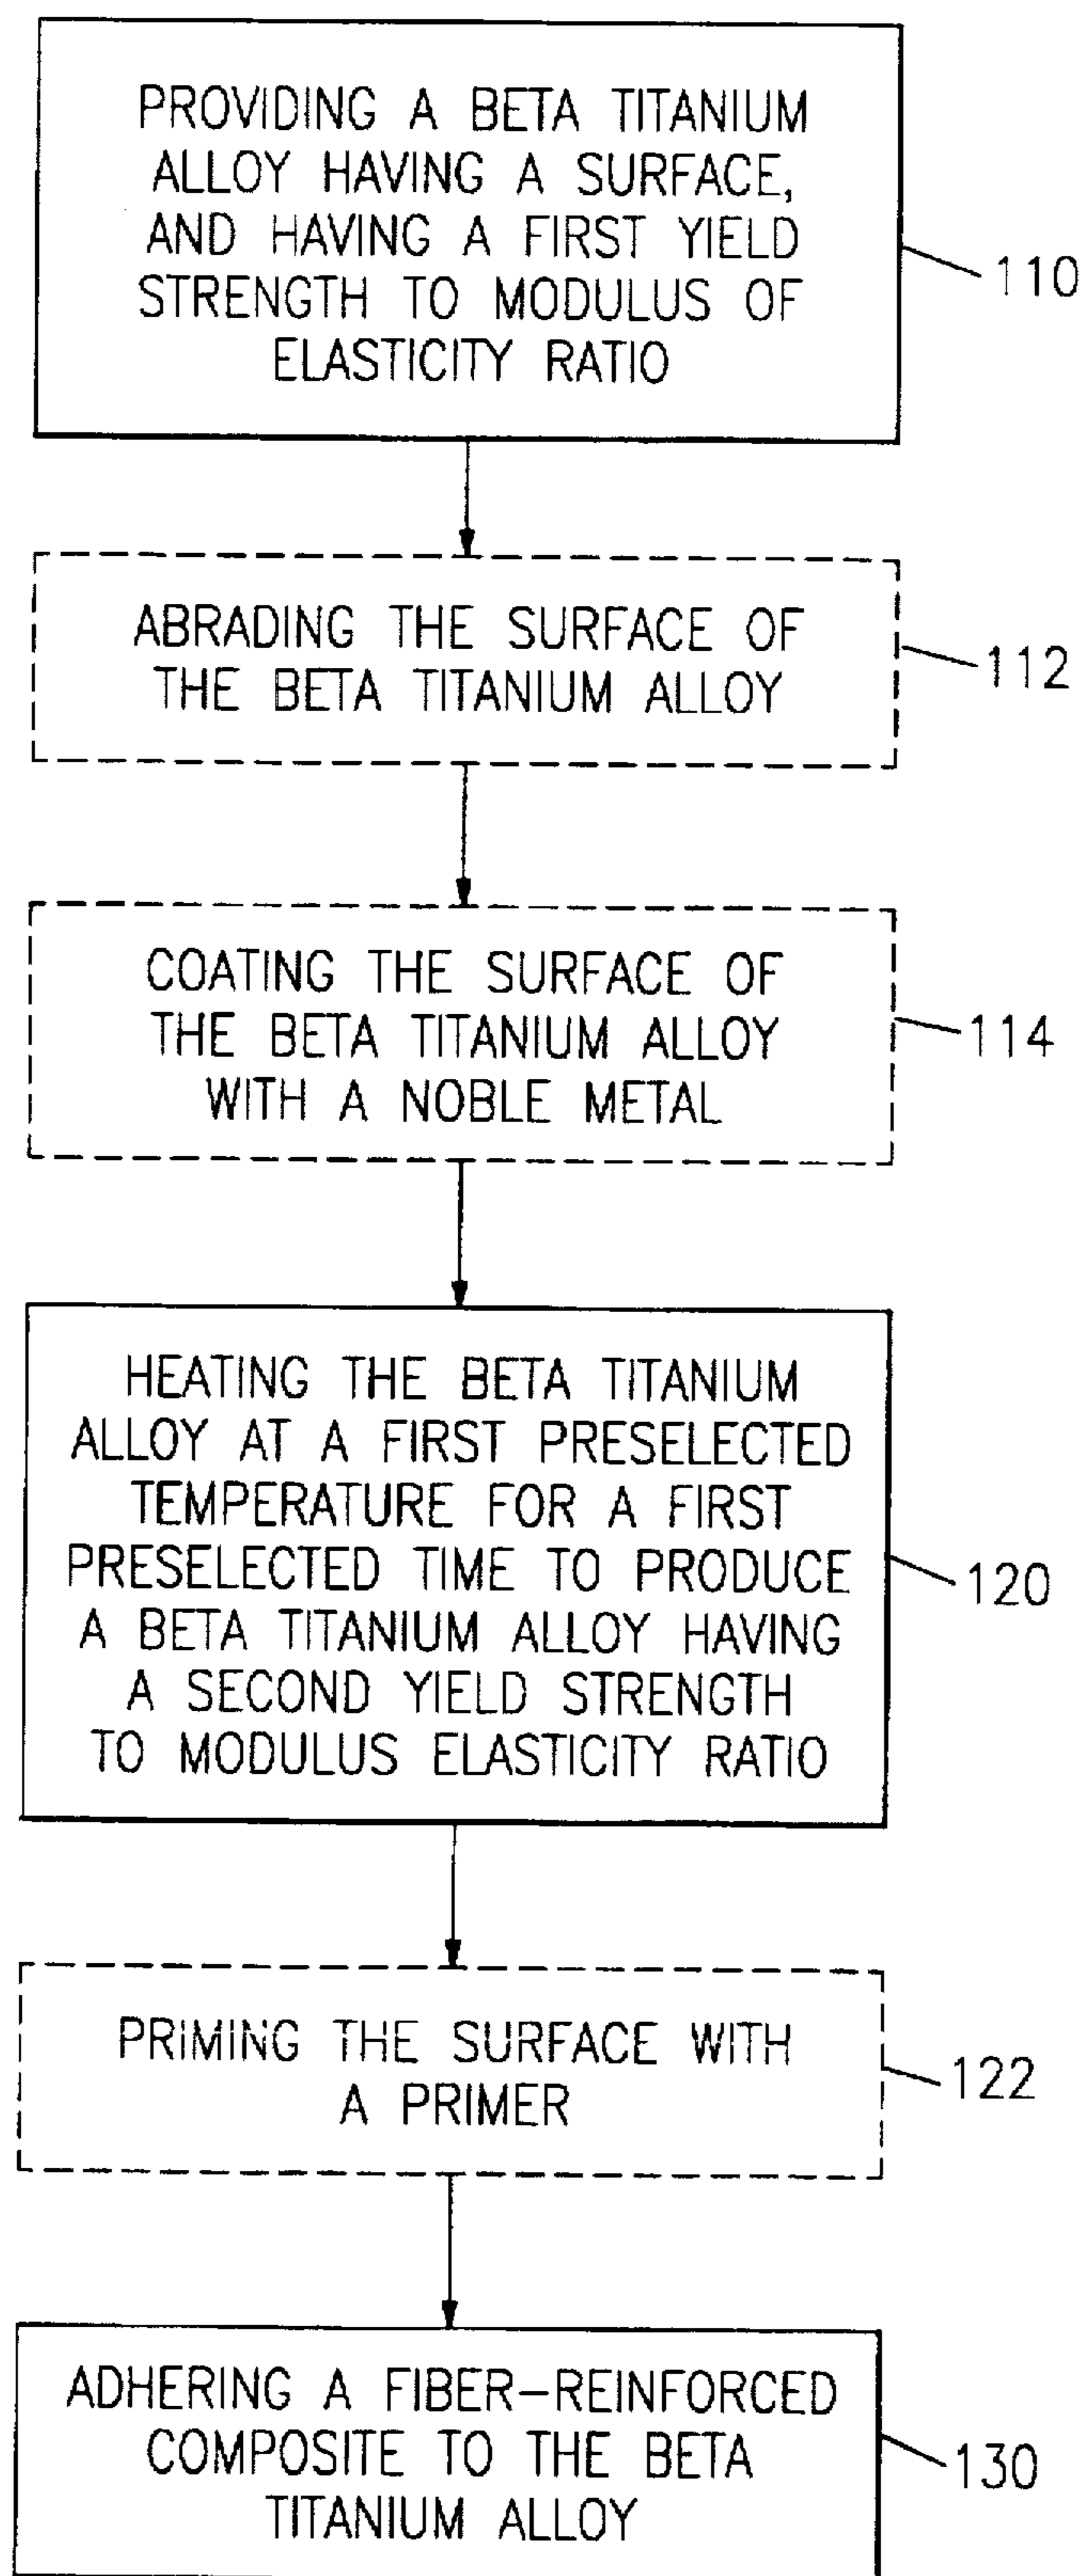 PROVIDING A BETA TITANIUM
ALLOY HAVING A SURFACE,
AND HAVING A FIRST YIELD
STRENGTH TO MODULUS OF
ELASTICITY RATIO
110
ABRADING THE SURFACE OF
THE BETA TITANIUM ALLOY
112
COATING THE SURFACE OF
THE BETA TITANIUM ALLOY
WITH A NOBLE METAL
114
HEATING THE BETA TITANIUM
ALLOY AT A FIRST PRESELECTED
TEMPERATURE FOR A FIRST
PRESELECTED TIME TO PRODUCE
A BETA TITANIUM ALLOY HAVING
A SECOND YIELD STRENGTH
TO MODULUS ELASTICITY RATIO
120
PRIMING THE SURFACE WITH
A PRIMER
122
ADHERING A FIBER-REINFORCED
COMPOSITE TO THE BETA
TITANIUM ALLOY
130